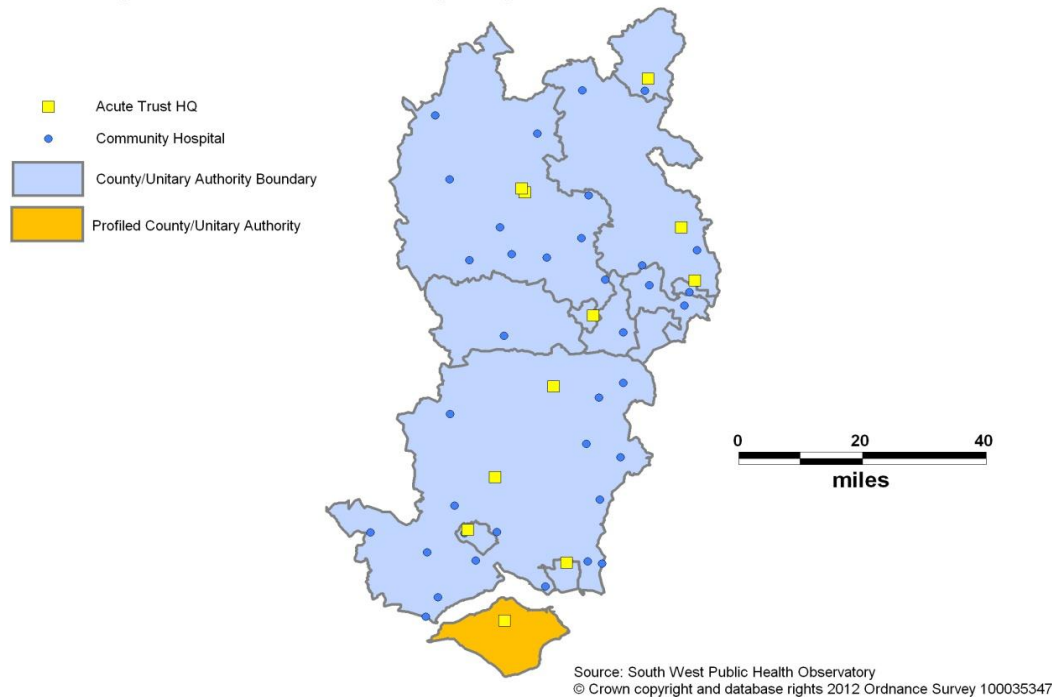 Acute Trust HQ
Community Hospital
County/Unitary Authority Boundary
Profiled County/Unitary Authority
0 20 40
miles
Source: South West Public Health Observatory
© Crown copyright and database rights 2012 Ordnance Survey 100035347